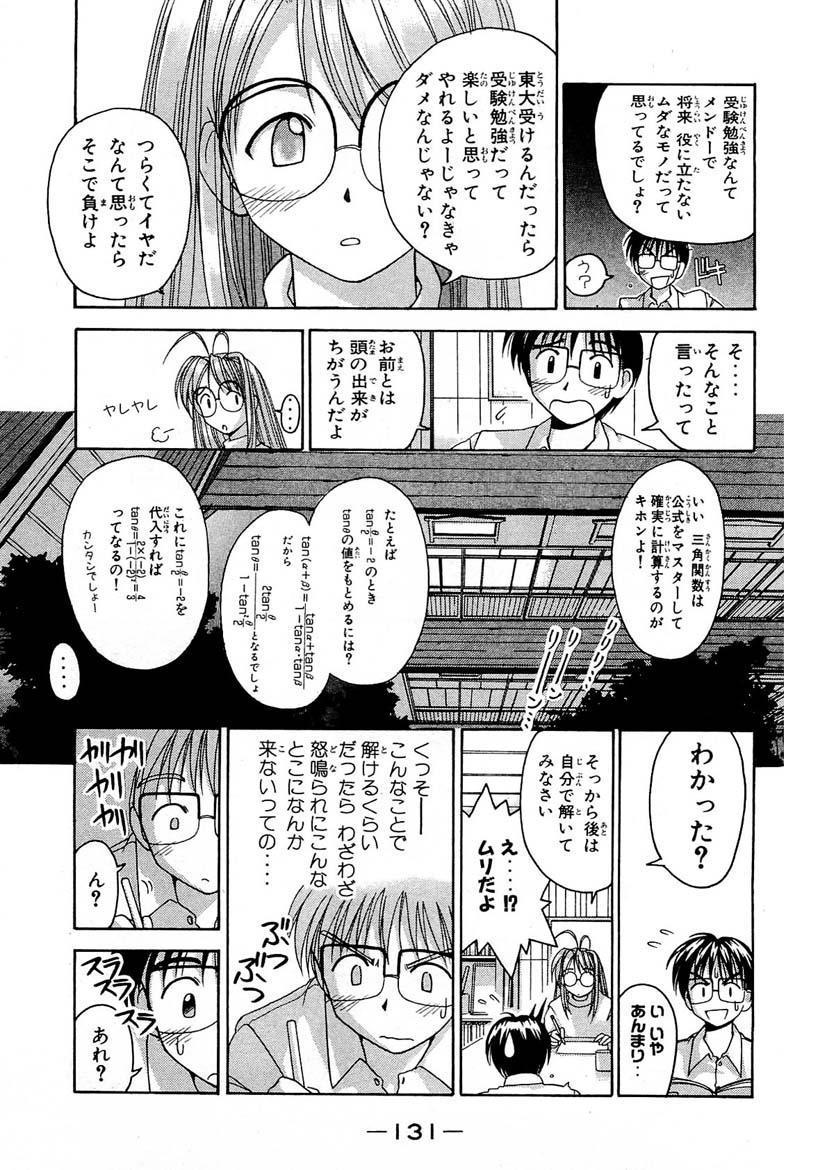 受験勉強なんて
メンドーで
将来 役に立たない
ムダなモノだって
思ってるでしょ?
ドキ
う?
東大受けるんだったら
受験勉強だって
楽しいと思って
やれるよーじゃなきゃ
ダメなんじゃない?
つらくてイヤだ
なんて思ったら
そこで負けよ
そ‥‥
そんなこと
言ったって
お前とは
頭の出来が
ちがうんだよ
‥‥
ヤレヤレ
いい 三角関数は
公式をマスターして
確実に計算するのが
キホンよ!
リリリ‥‥
リーン
リーン
たとえば
tanθ/2=-2のとき
tanθの値をもとめるには?
tan(α+β)=(tanα+tanβ)/(1-tanα・tanβ)
だから
tanθ=(2tanθ/2)/(1-tan²θ/2)となるでしょ
これにtanθ/2=-2を
代入すれば
tanθ=2×(-2)/(1-(-2)²)=4/3
ってなるの!
カンタンでしょー
‥‥
わかった?
い いや
あんまり‥
そっから後は
自分で解いて
みなさい
え‥‥!?
ムリだよ
くっそー
こんなことで
解けるくらい
だったら わざわざ
怒鳴られにこんな
とこになんか
来ないっての‥‥
ぶつ
ぶつ
ガリガリ
ガリ
ん?
スラ
スラ
スラ
あれ?
—131—